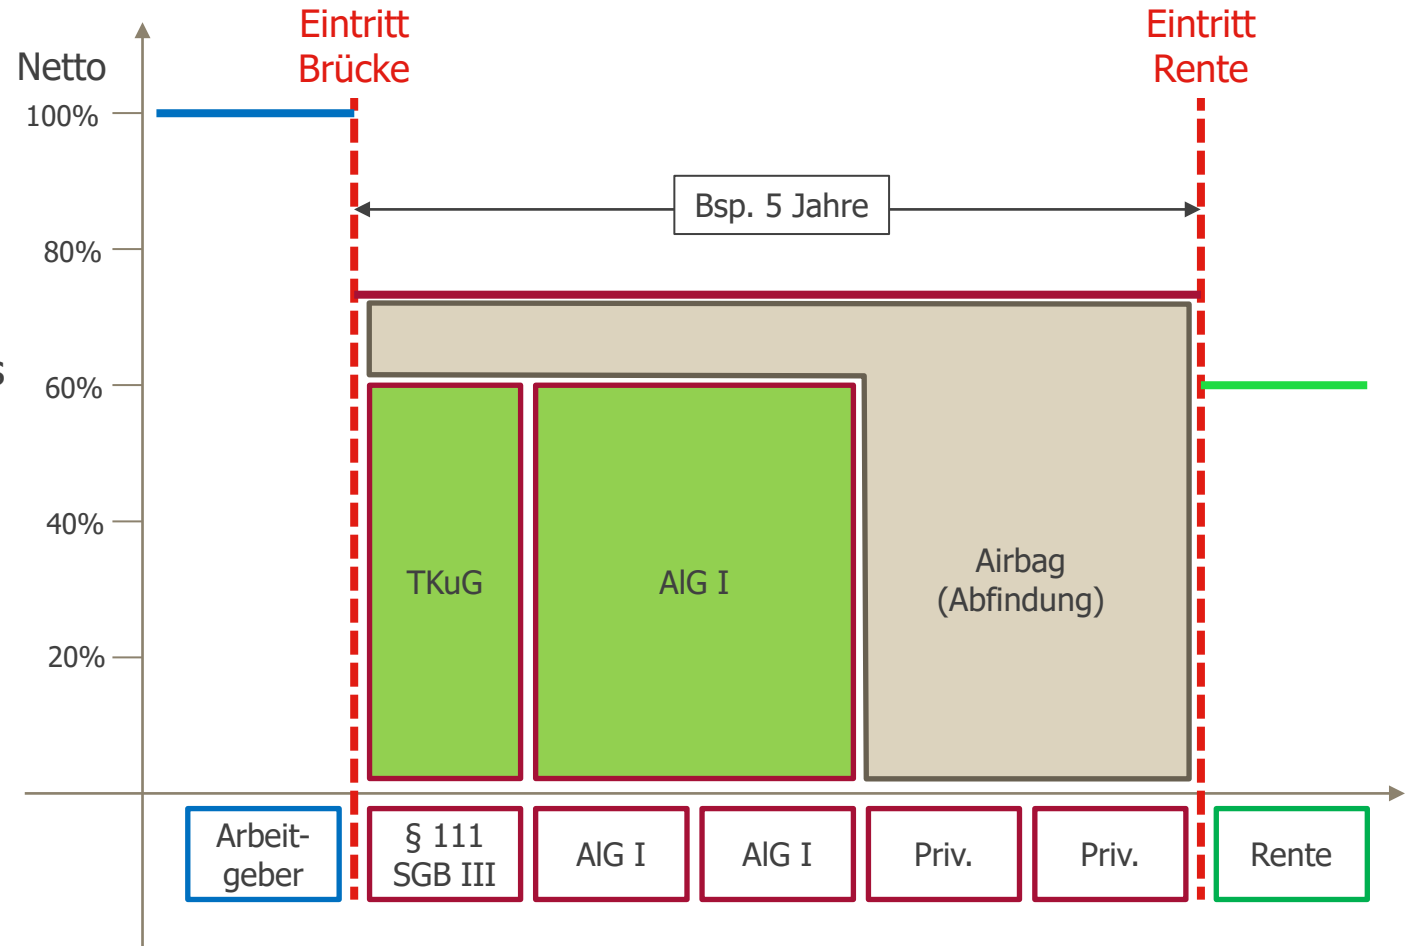 Eintritt
Brücke
Eintritt
Rente
Netto
100%
Bsp. 5 Jahre
80%
s
60%
40%
20%
TKuG
AlG I
Airbag
(Abfindung)
Arbeit-
geber
§ 111
SGB III
AlG I
AlG I
Priv.
Priv.
Rente